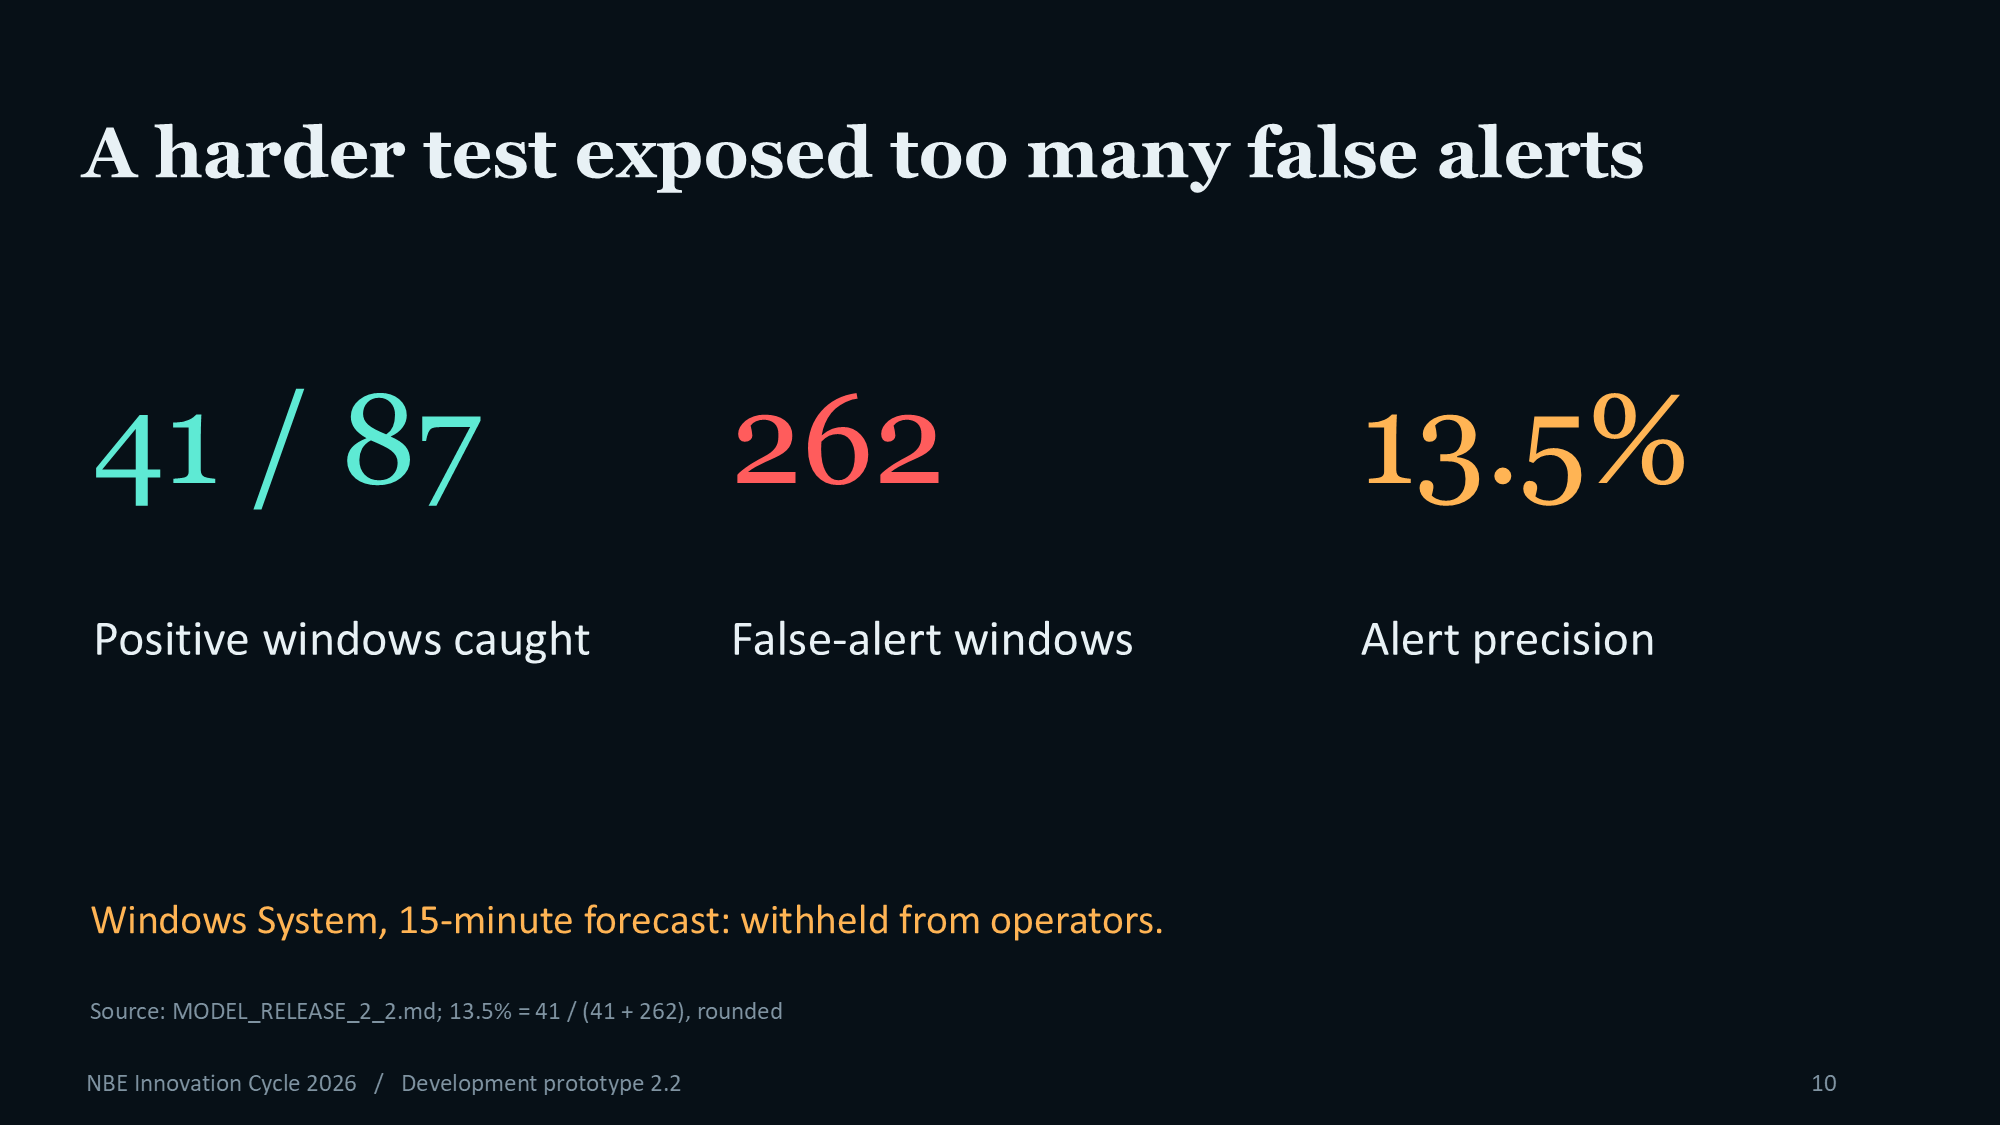 A harder test exposed too many false alerts
41 / 87
262
13.5%
Positive windows caught
False-alert windows
Alert precision
Windows System, 15-minute forecast: withheld from operators.
Source: MODEL_RELEASE_2_2.md; 13.5% = 41 / (41 + 262), rounded
NBE Innovation Cycle 2026 / Development prototype 2.2
10